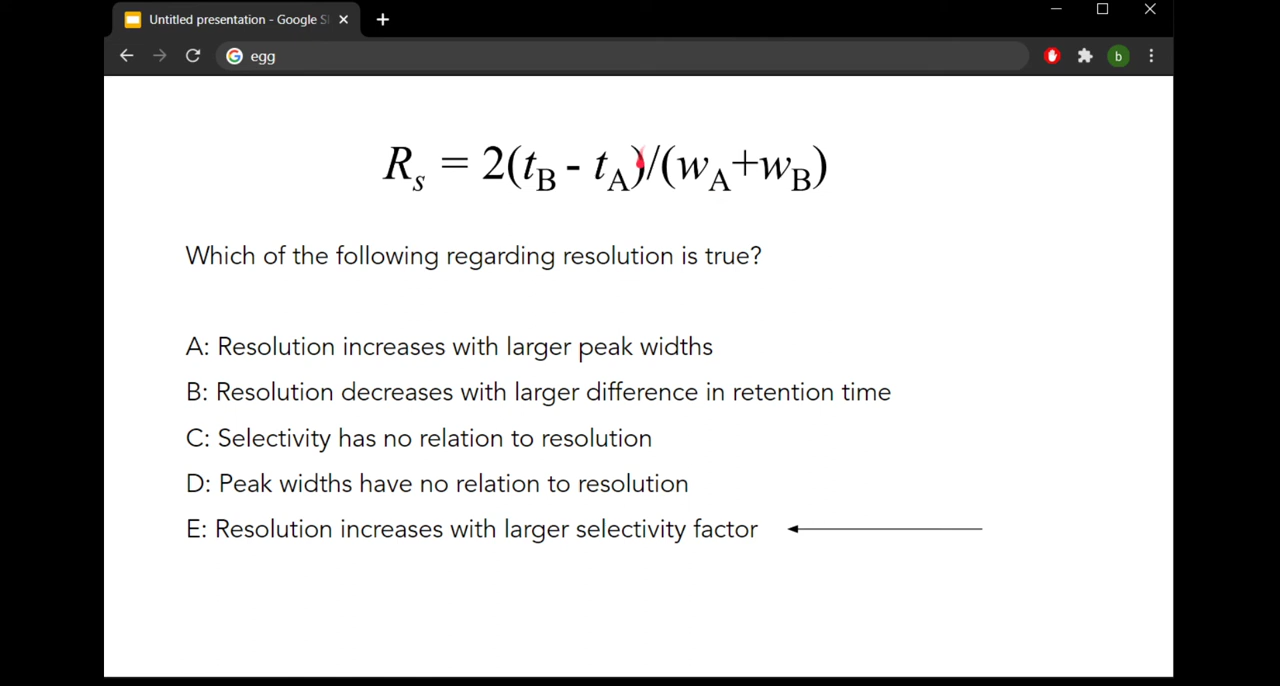 Untitled presentation - Google Sl
egg
b
Rs = 2(tB - tA)/(wA+wB)
Which of the following regarding resolution is true?
A: Resolution increases with larger peak widths
B: Resolution decreases with larger difference in retention time
C: Selectivity has no relation to resolution
D: Peak widths have no relation to resolution
E: Resolution increases with larger selectivity factor